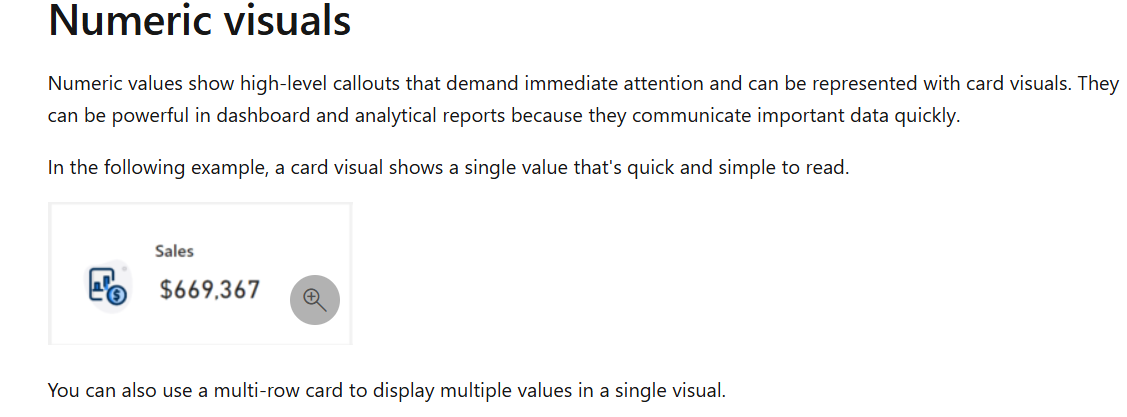 Numeric visuals
Numeric values show high-level callouts that demand immediate attention and can be represented with card visuals. They
can be powerful in dashboard and analytical reports because they communicate important data quickly.
In the following example, a card visual shows a single value that's quick and simple to read.
Sales
$669,367
You can also use a multi-row card to display multiple values in a single visual.